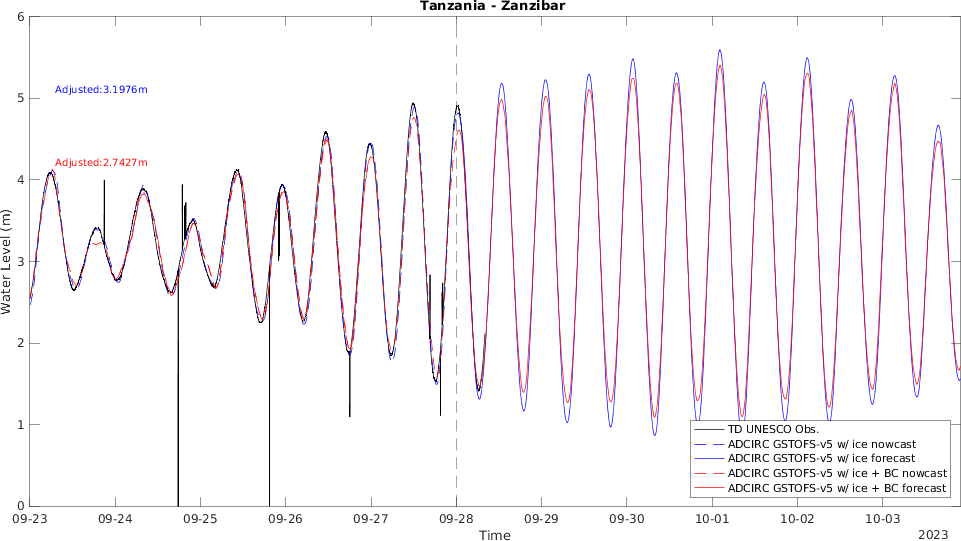 Tanzania - Zanzibar
6
5
4
3
2
1
0
Water Level (m)
Adjusted:3.1976m
Adjusted:2.7427m
TD UNESCO Obs.
ADCIRC GSTOFS-v5 w/ ice nowcast
ADCIRC GSTOFS-v5 w/ ice forecast
ADCIRC GSTOFS-v5 w/ ice + BC nowcast
ADCIRC GSTOFS-v5 w/ ice + BC forecast
09-23 09-24 09-25 09-26 09-27 09-28 09-29 09-30 10-01 10-02 10-03
Time
2023